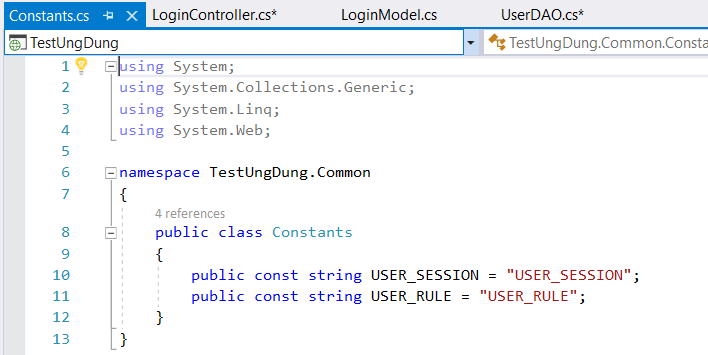 Constants.cs LoginController.cs* LoginModel.cs UserDAO.cs*
TestUngDung TestUngDung.Common.Consta
1 using System;
2 using System.Collections.Generic;
3 using System.Linq;
4 using System.Web;
5
6 namespace TestUngDung.Common
7 {
4 references
8 public class Constants
9 {
10 public const string USER_SESSION = "USER_SESSION";
11 public const string USER_RULE = "USER_RULE";
12 }
13 }